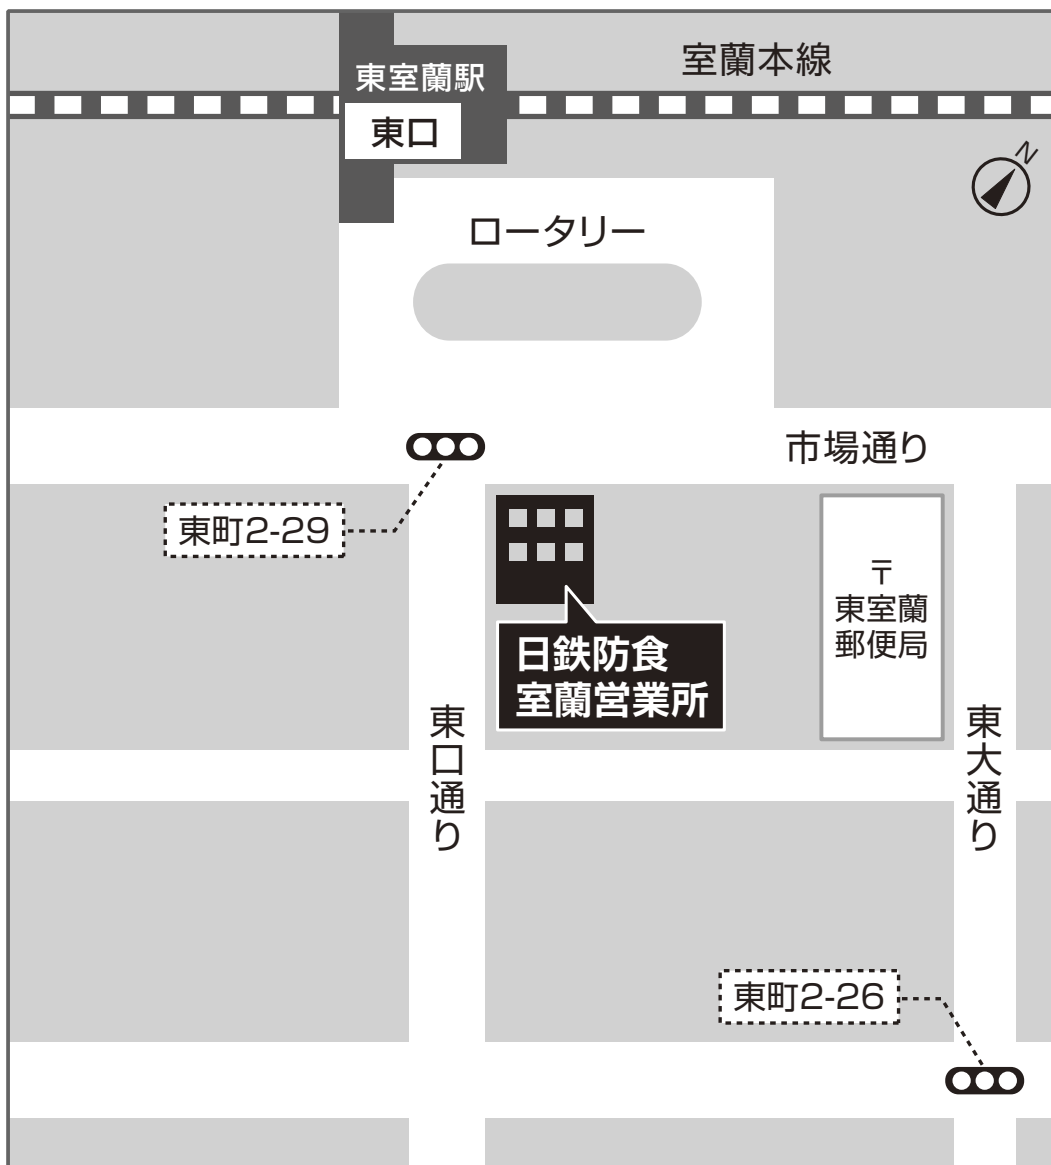 室蘭本線
東室蘭駅
東口
N
ロータリー
市場通り
東町2-29
〒
東室蘭
郵便局
日鉄防食
室蘭営業所
東口通り
東大通り
東町2-26